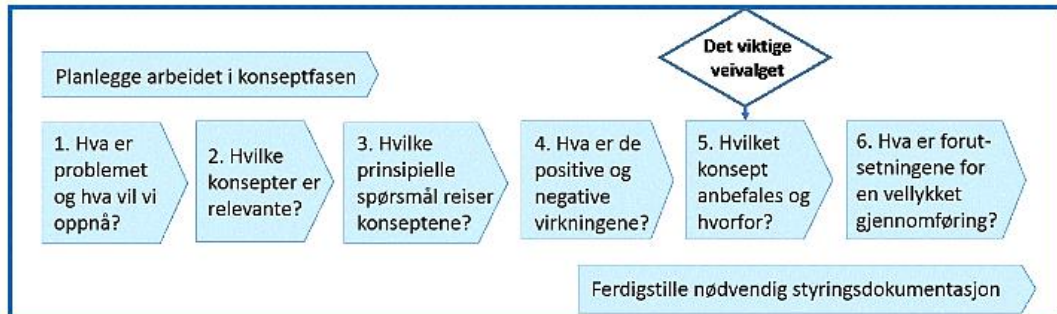 Det viktige
veivalget
Planlegge arbeidet i konseptfasen
1. Hva er
problemet
og hva vil vi
oppnå?
2. Hvilke
konsepter er
relevante?
3. Hvilke
prinsipielle
spørsmål reiser
konseptene?
4. Hva er de
positive og
negative
virkningene?
5. Hvilket
konsept
anbefales og
hvorfor?
6. Hva er forut-
setningene for
en vellykket
gjennomføring?
Ferdigstille nødvendig styringsdokumentasjon